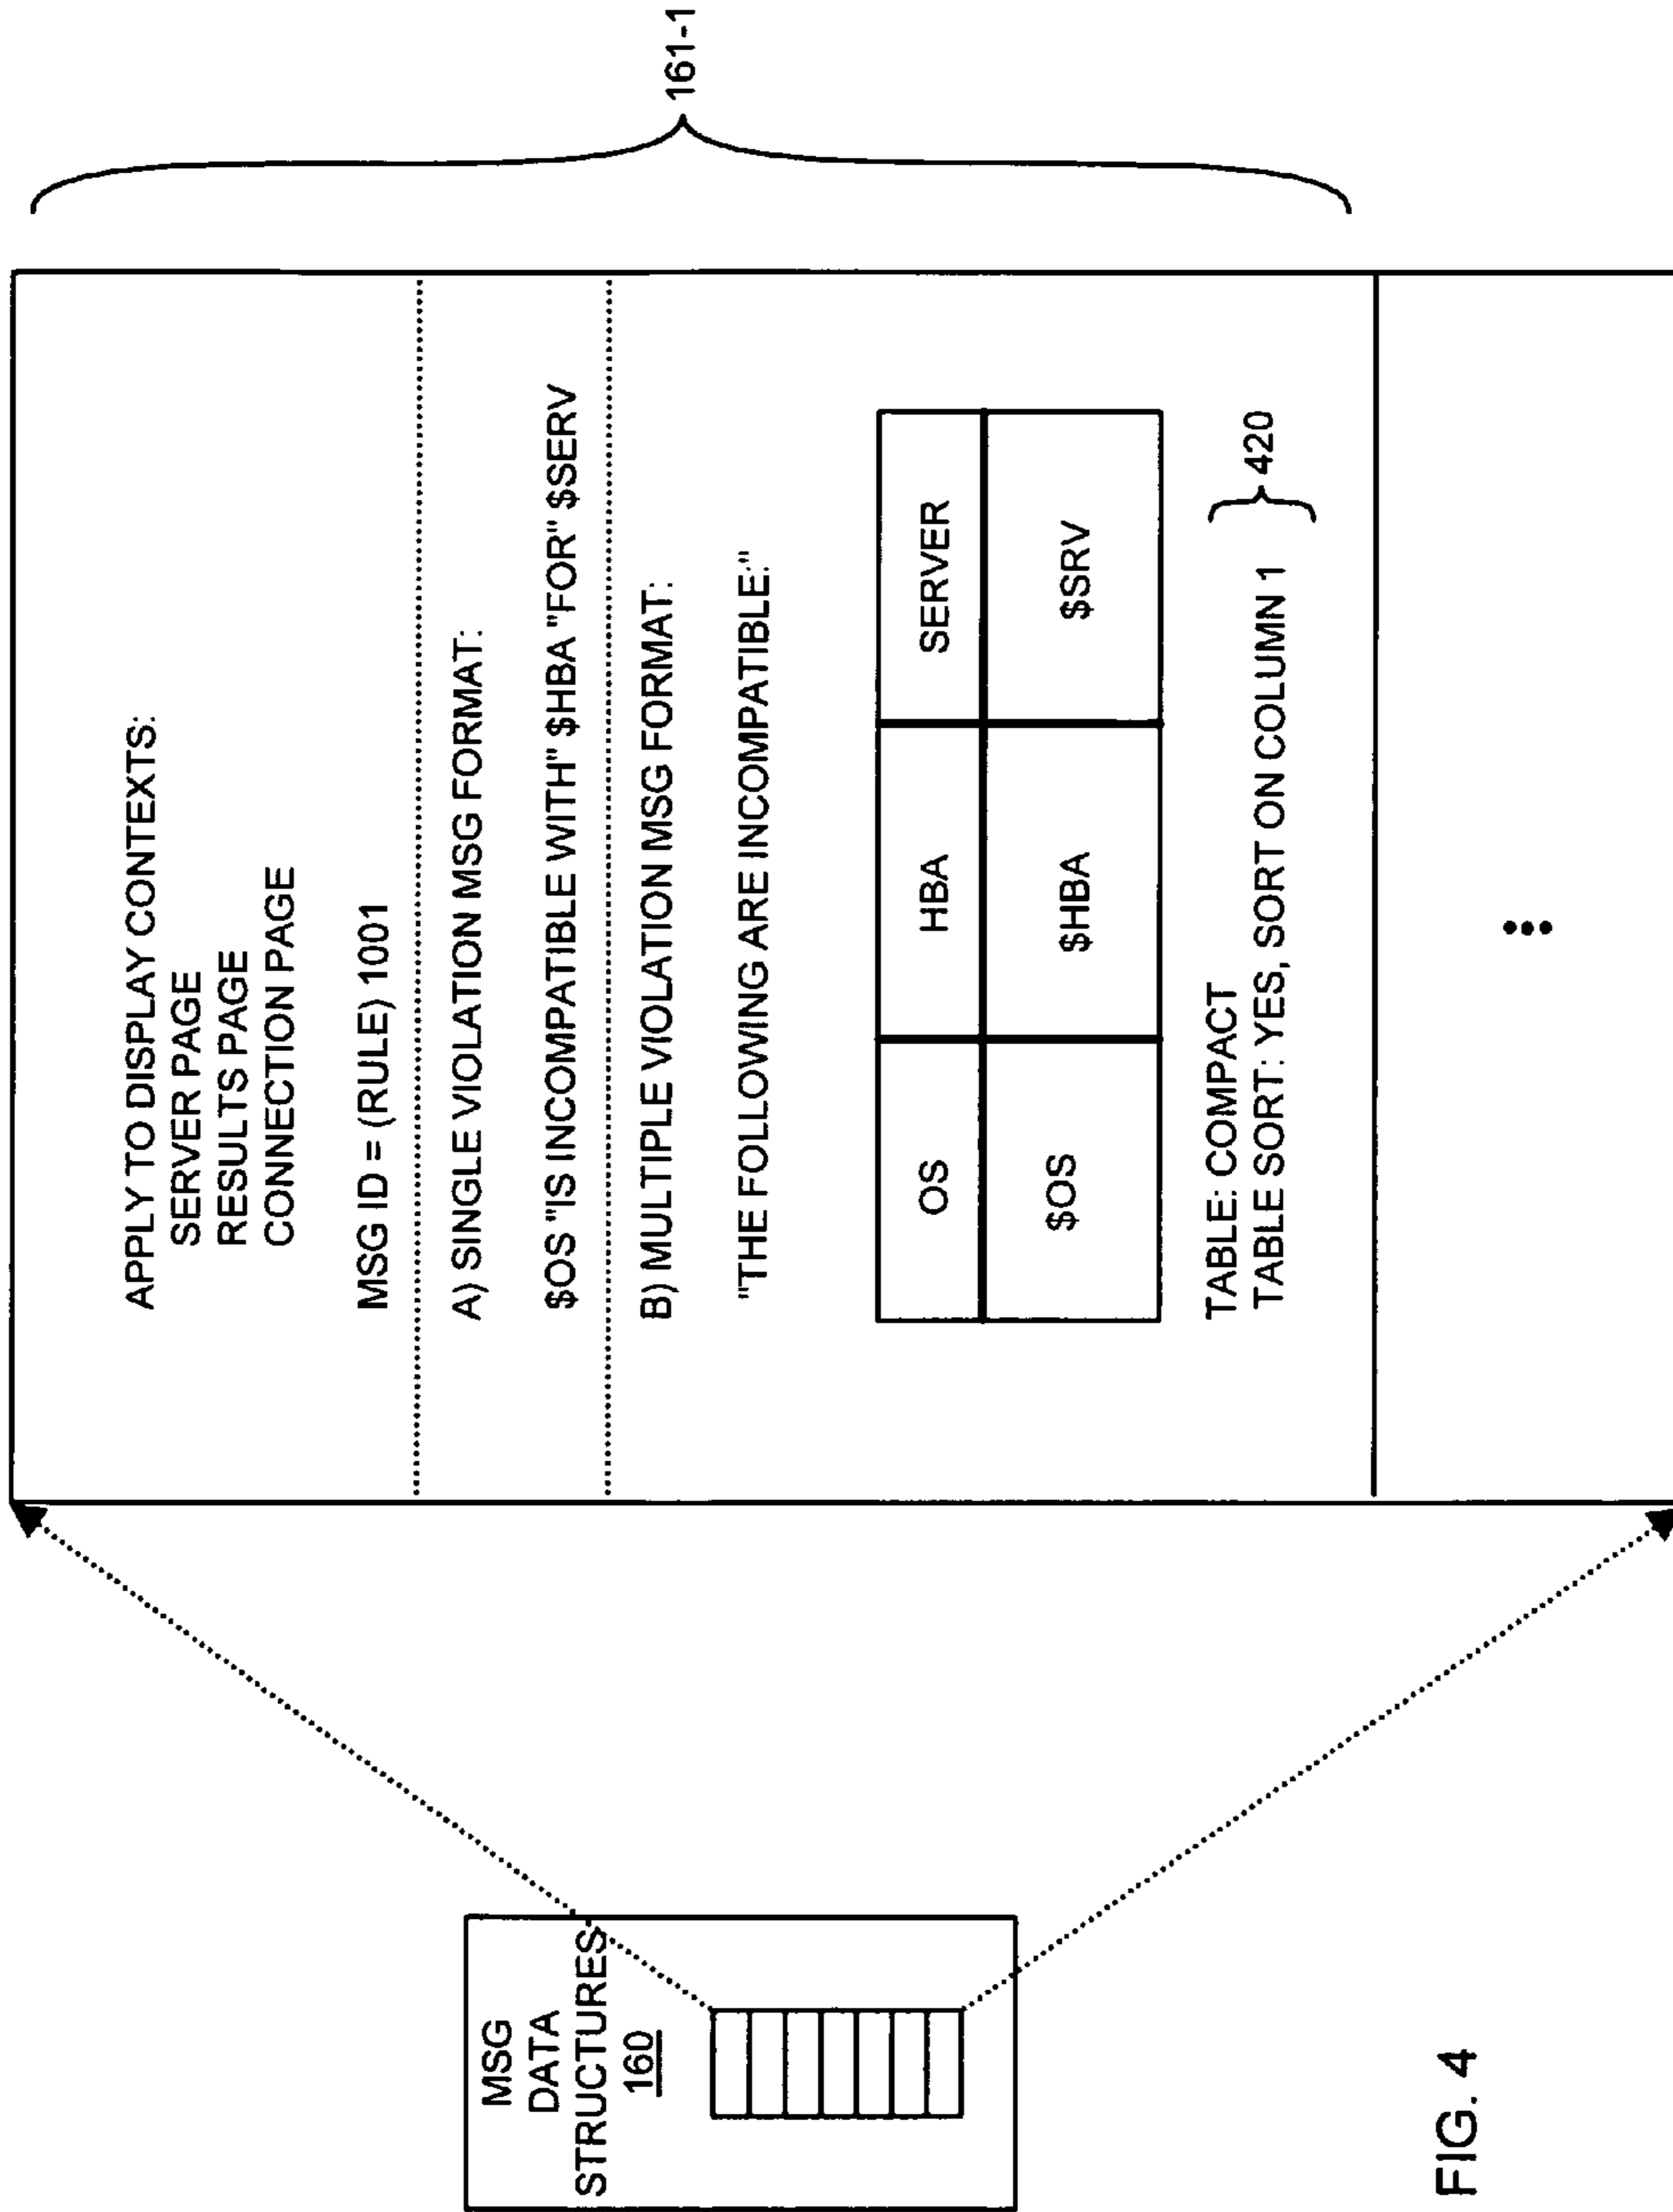 MSG
DATA
STRUCTURES
160
APPLY TO DISPLAY CONTEXTS:
SERVER PAGE
RESULTS PAGE
CONNECTION PAGE
MSG ID = (RULE) 1001
A) SINGLE VIOLATION MSG FORMAT:
$OS "IS INCOMPATIBLE WITH" $HBA "FOR" $SERV
B) MULTIPLE VIOLATION MSG FORMAT:
"THE FOLLOWING ARE INCOMPATIBLE:"
OS HBA SERVER
$OS $HBA $SRV
TABLE: COMPACT
TABLE SORT: YES, SORT ON COLUMN 1
420
161-1
...
FIG. 4